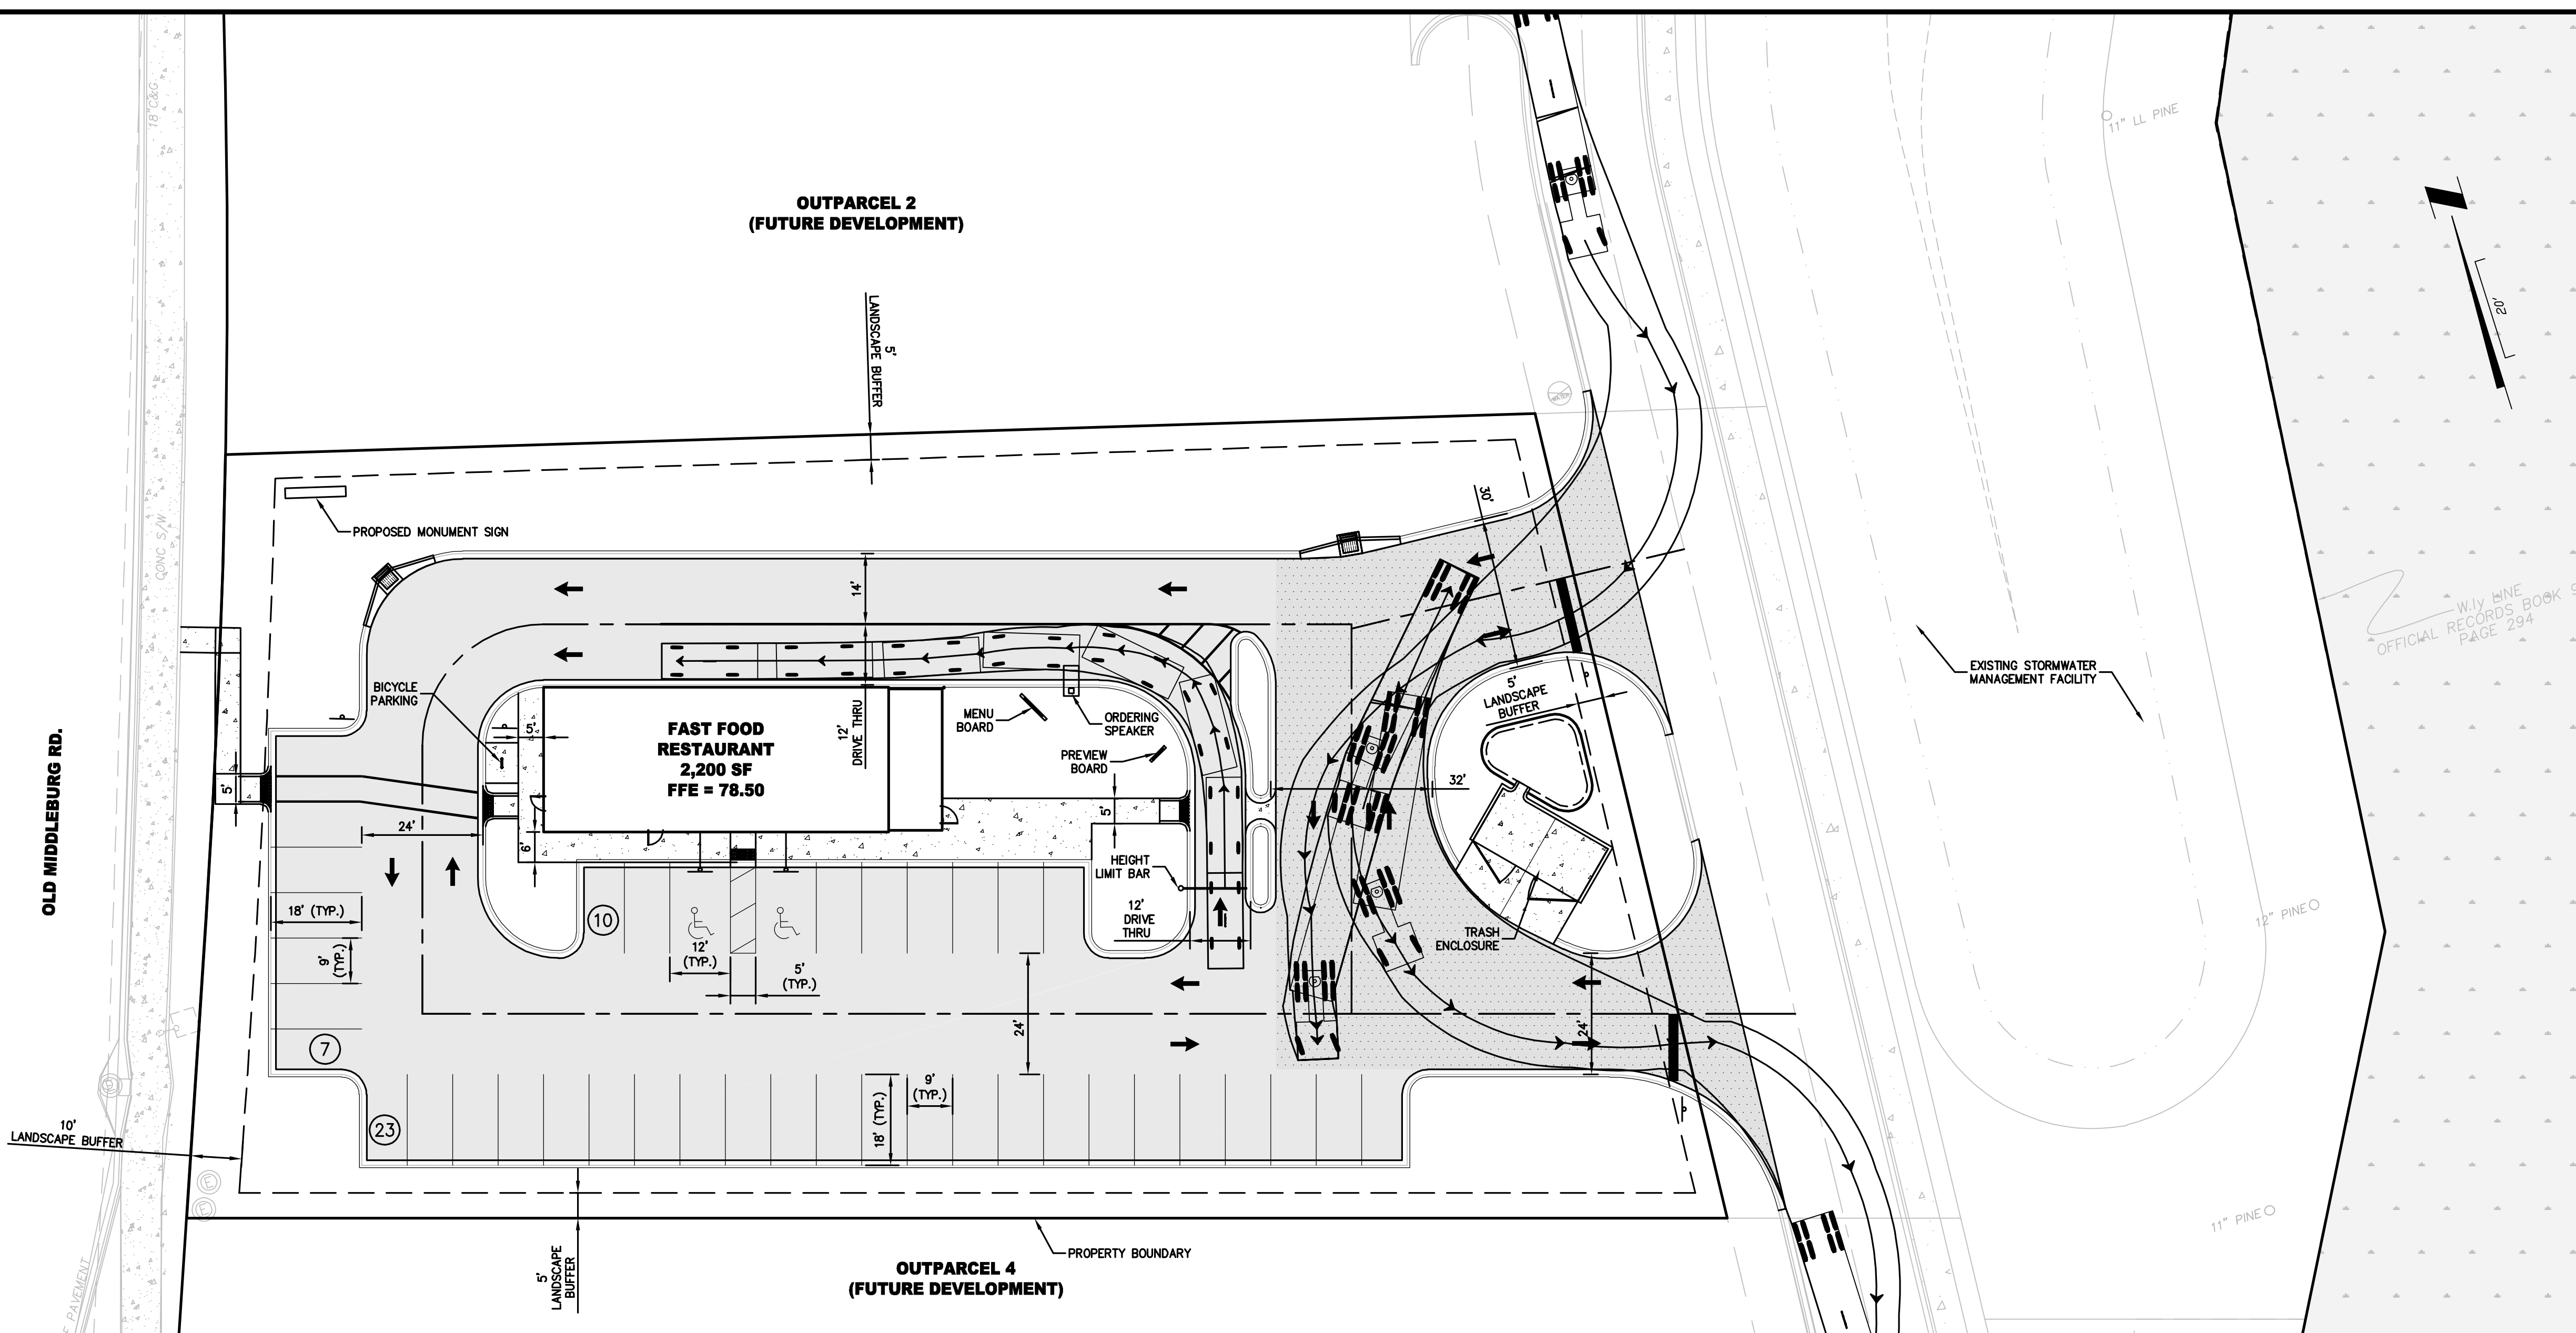 18"C&G
11" LL PINE
OUTPARCEL 2
(FUTURE DEVELOPMENT)
20'
5'
LANDSCAPE BUFFER
WATER
30'
PROPOSED MONUMENT SIGN
CONC S/W
14'
W.ly LINE
OFFICIAL RECORDS BOOK
PAGE 294
EXISTING STORMWATER
MANAGEMENT FACILITY
BICYCLE
PARKING
5'
LANDSCAPE
BUFFER
MENU
BOARD
ORDERING
SPEAKER
FAST FOOD
RESTAURANT
2,200 SF
FFE = 78.50
5'
12'
DRIVE THRU
PREVIEW
BOARD
OLD MIDDLEBURG RD.
5'
32'
5'
24'
6'
HEIGHT
LIMIT BAR
18' (TYP.)
10
12'
DRIVE
THRU
12" PINE
TRASH
ENCLOSURE
9'
(TYP.)
12'
(TYP.)
5'
(TYP.)
24'
24'
7
D
9'
(TYP.)
18' (TYP.)
23
10'
LANDSCAPE BUFFER
E
E
11" PINE
5'
LANDSCAPE
BUFFER
PROPERTY BOUNDARY
OUTPARCEL 4
(FUTURE DEVELOPMENT)
PAVEMENT